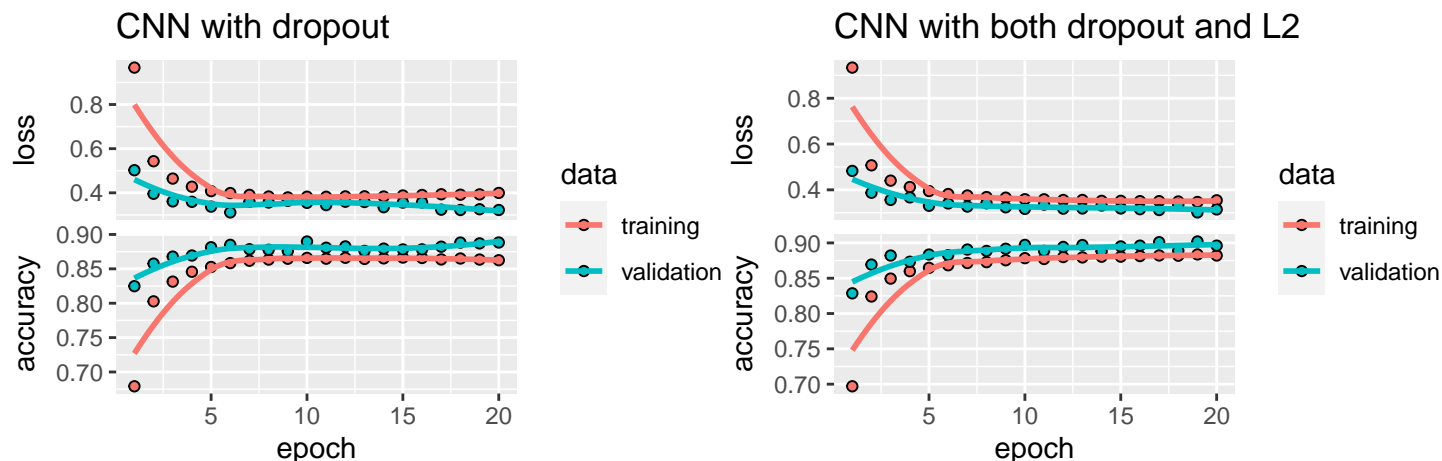 CNN with dropout
loss
0.8
0.6
0.4
accuracy
0.90
0.85
0.80
0.75
0.70
5
10
15
20
epoch
data
training
validation
CNN with both dropout and L2
loss
0.8
0.6
0.4
accuracy
0.90
0.85
0.80
0.75
0.70
5
10
15
20
epoch
data
training
validation